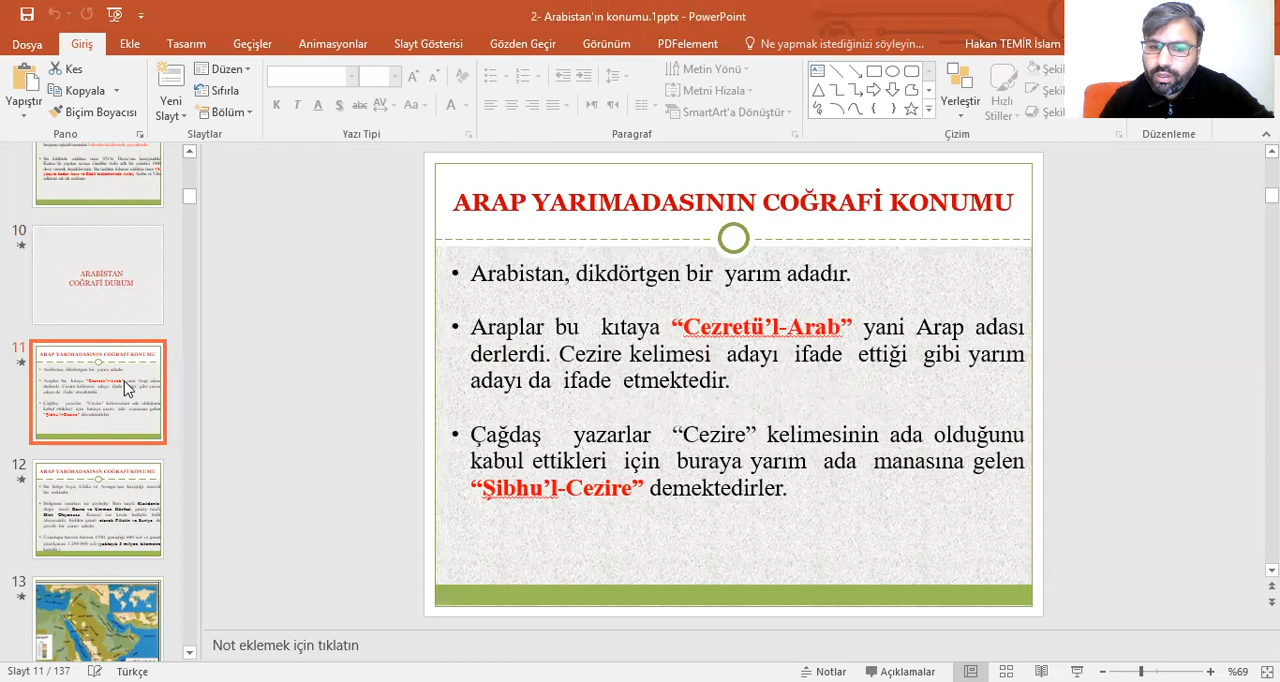 2- Arabistan'ın konumu.1pptx - PowerPoint
Dosya Giriş Ekle Tasarım Geçişler Animasyonlar Slayt Gösterisi Gözden Geçir Görünüm PDFelement Ne yapmak istediğinizi söyleyin... Hakan TEMİR İslam
Yapıştır
Kes
Kopyala
Biçim Boyacısı
Pano
Yeni Slayt
Düzen
Sıfırla
Bölüm
Slaytlar
K T A S abc AV Aa A
Yazı Tipi
Metin Yönü
Metni Hizala
SmartArt'a Dönüştür
Paragraf
Yerleştir
Hızlı Stiller
Şekil
Şekil
Şekil
Çizim
Düzenleme
10
ARABİSTAN
COĞRAFİ DURUM
11
ARAP YARIMADASININ COĞRAFİ KONUMU
12
ARAP YARIMADASININ COĞRAFİ KONUMU
13
ARAP YARIMADASININ COĞRAFİ KONUMU
• Arabistan, dikdörtgen bir yarım adadır.
• Araplar bu kıtaya “Cezretü’l-Arab” yani Arap adası
derlerdi. Cezire kelimesi adayı ifade ettiği gibi yarım
adayı da ifade etmektedir.
• Çağdaş yazarlar “Cezire” kelimesinin ada olduğunu
kabul ettikleri için buraya yarım ada manasına gelen
“Şibhu’l-Cezire” demektedirler.
Not eklemek için tıklatın
Slayt 11 / 137 Türkçe Notlar Açıklamalar %69